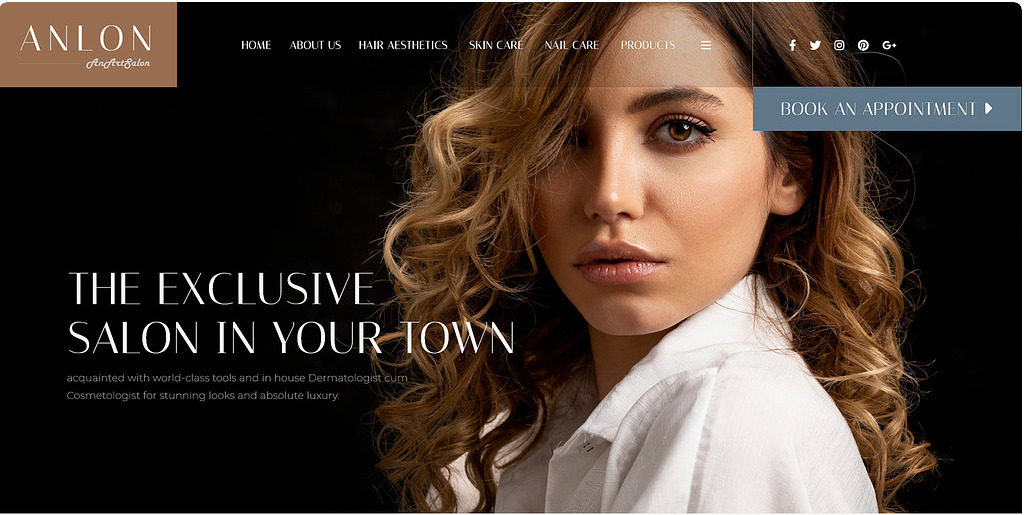 ANLON
AnArtSalon
HOME ABOUT US HAIR AESTHETICS SKIN CARE NAIL CARE PRODUCTS
BOOK AN APPOINTMENT
THE EXCLUSIVE
SALON IN YOUR TOWN
acquainted with world-class tools and in house Dermatologist cum
Cosmetologist for stunning looks and absolute luxury.